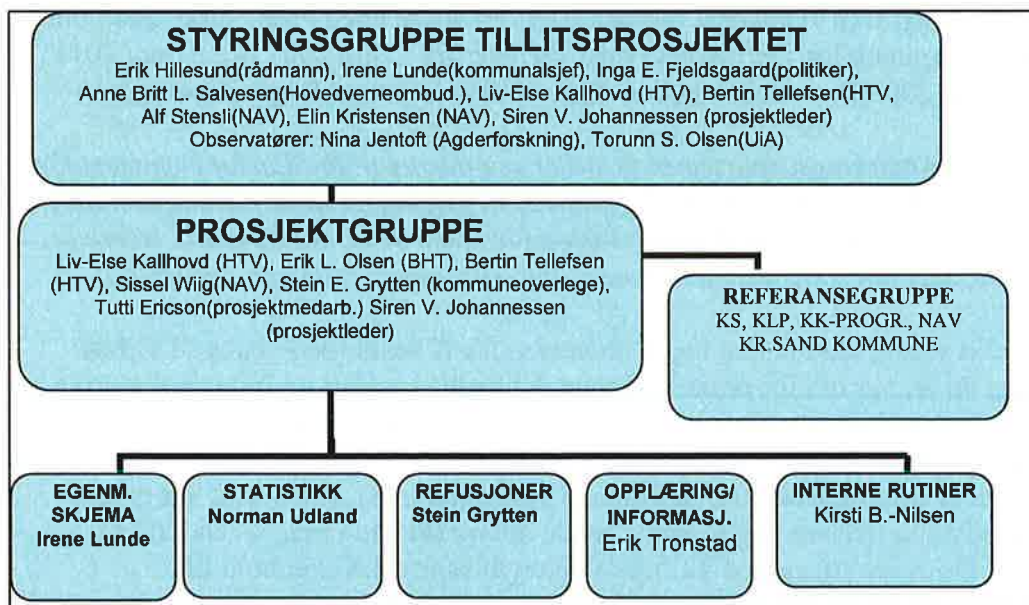 STYRINGSGRUPPE TILLITSPROSJEKTET
Erik Hillesund(rådmann), Irene Lunde(kommunalsjef), Inga E. Fjeldsgaard(politiker),
Anne Britt L. Salvesen(Hovedverneombud.), Liv-Else Kallhovd (HTV), Bertin Tellefsen(HTV,
Alf Stensli(NAV), Elin Kristensen (NAV), Siren V. Johannessen (prosjektleder)
Observatører: Nina Jentoft (Agderforskning), Torunn S. Olsen(UiA)
PROSJEKTGRUPPE
Liv-Else Kallhovd (HTV), Erik L. Olsen (BHT), Bertin Tellefsen
(HTV), Sissel Wiig(NAV), Stein E. Grytten (kommuneoverlege),
Tutti Ericson(prosjektmedarb.) Siren V. Johannessen
(prosjektleder)
REFERANSEGRUPPE
KS, KLP, KK-PROGR., NAV
KR.SAND KOMMUNE
EGENM.
SKJEMA
Irene Lunde
STATISTIKK
Norman Udland
REFUSJONER
Stein Grytten
OPPLÆRING/
INFORMASJ.
Erik Tronstad
INTERNE RUTINER
Kirsti B.-Nilsen